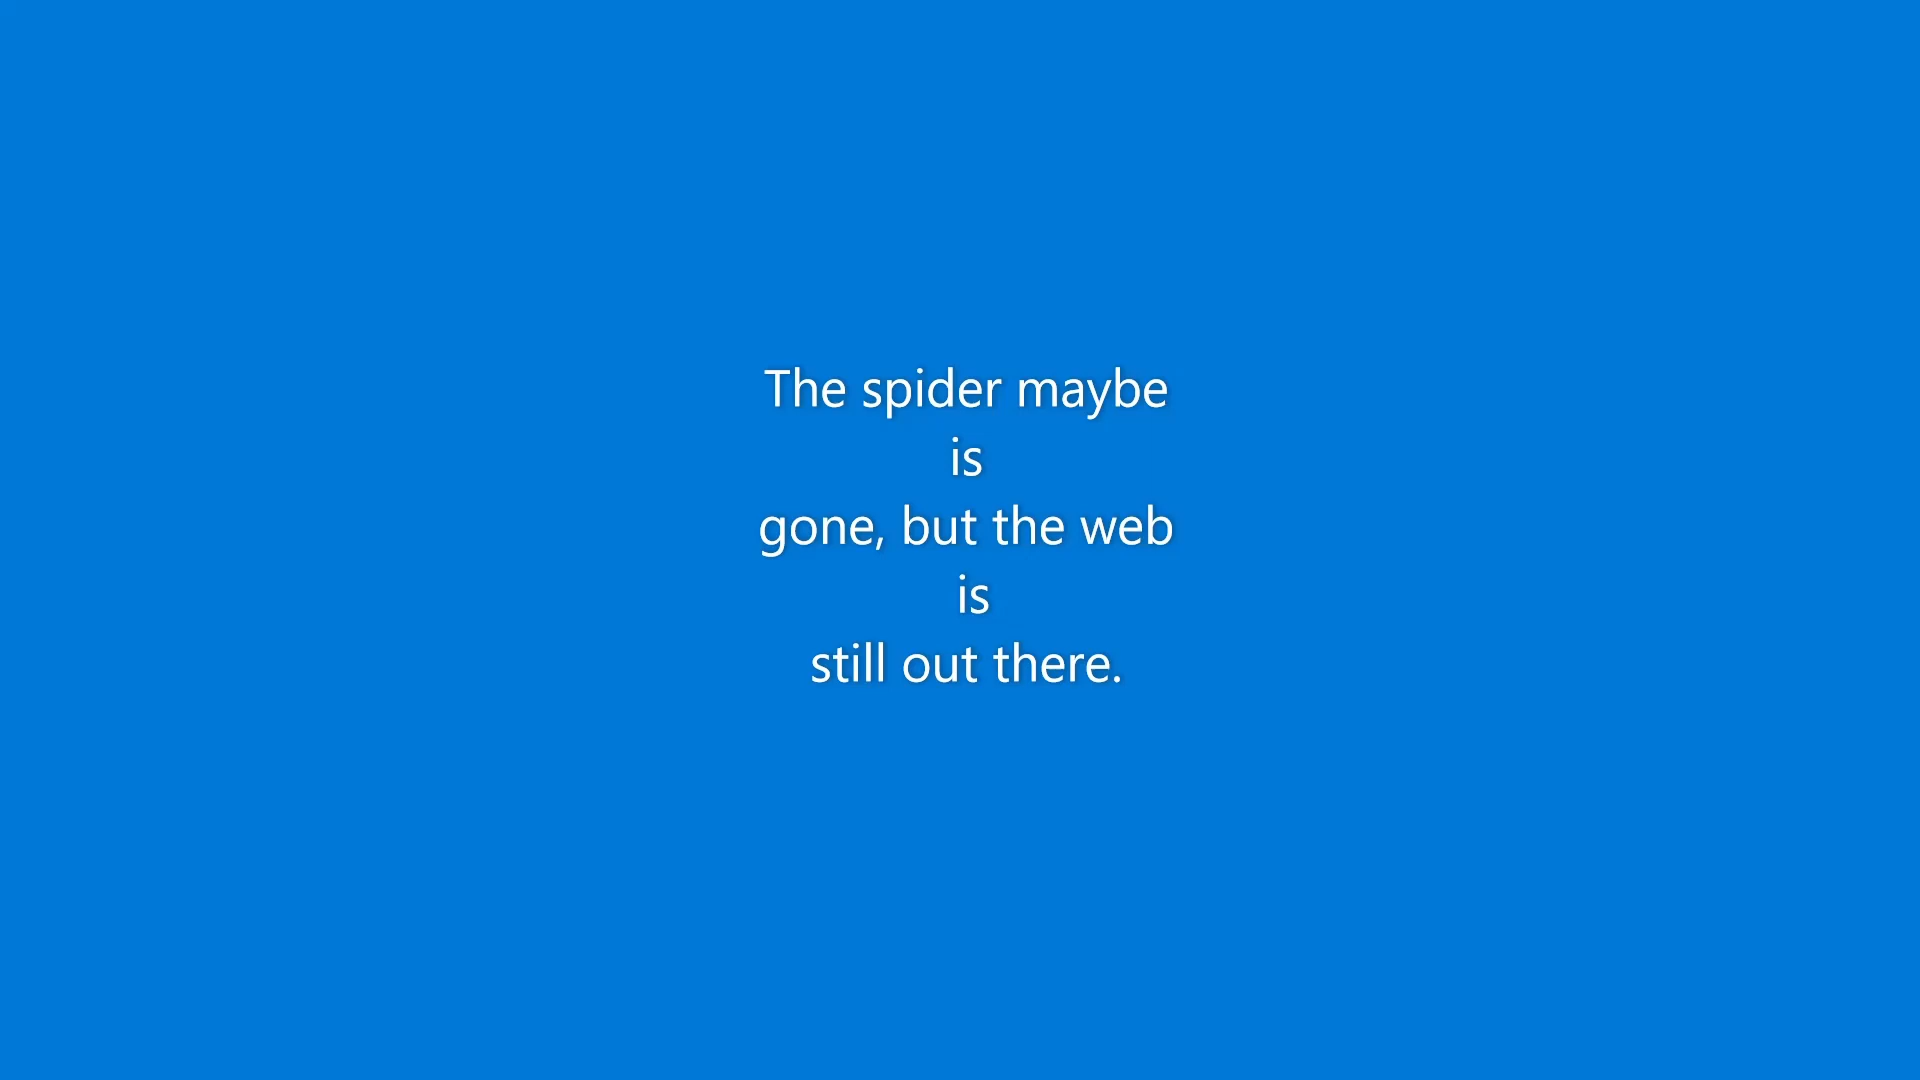 The spider maybe
is
gone, but the web
is
still out there.